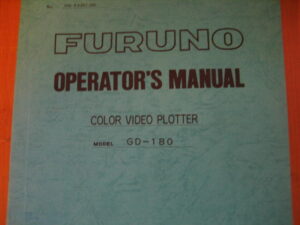 FURUNO
OPERATOR'S MANUAL
COLOR VIDEO PLOTTER
MODEL GD-180